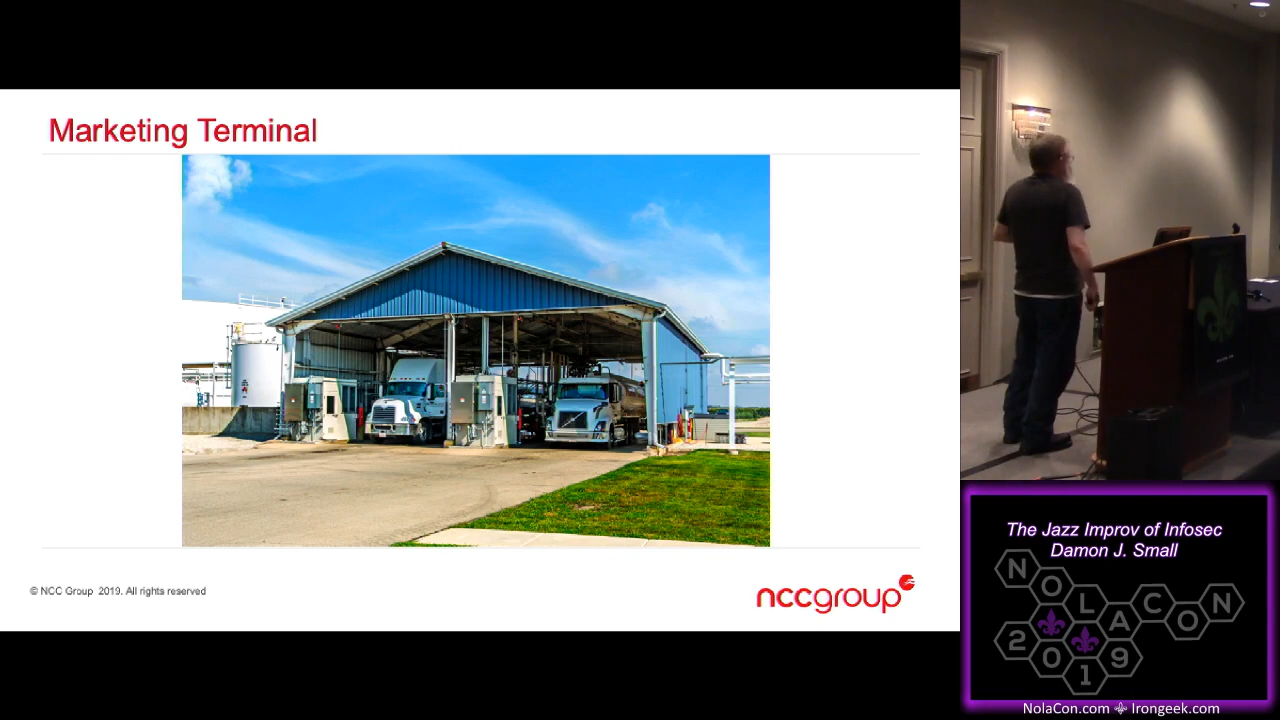 Marketing Terminal
© NCC Group 2019. All rights reserved
nccgroup
The Jazz Improv of Infosec
Damon J. Small
NOLACON
2019
NolaCon.com Irongeek.com